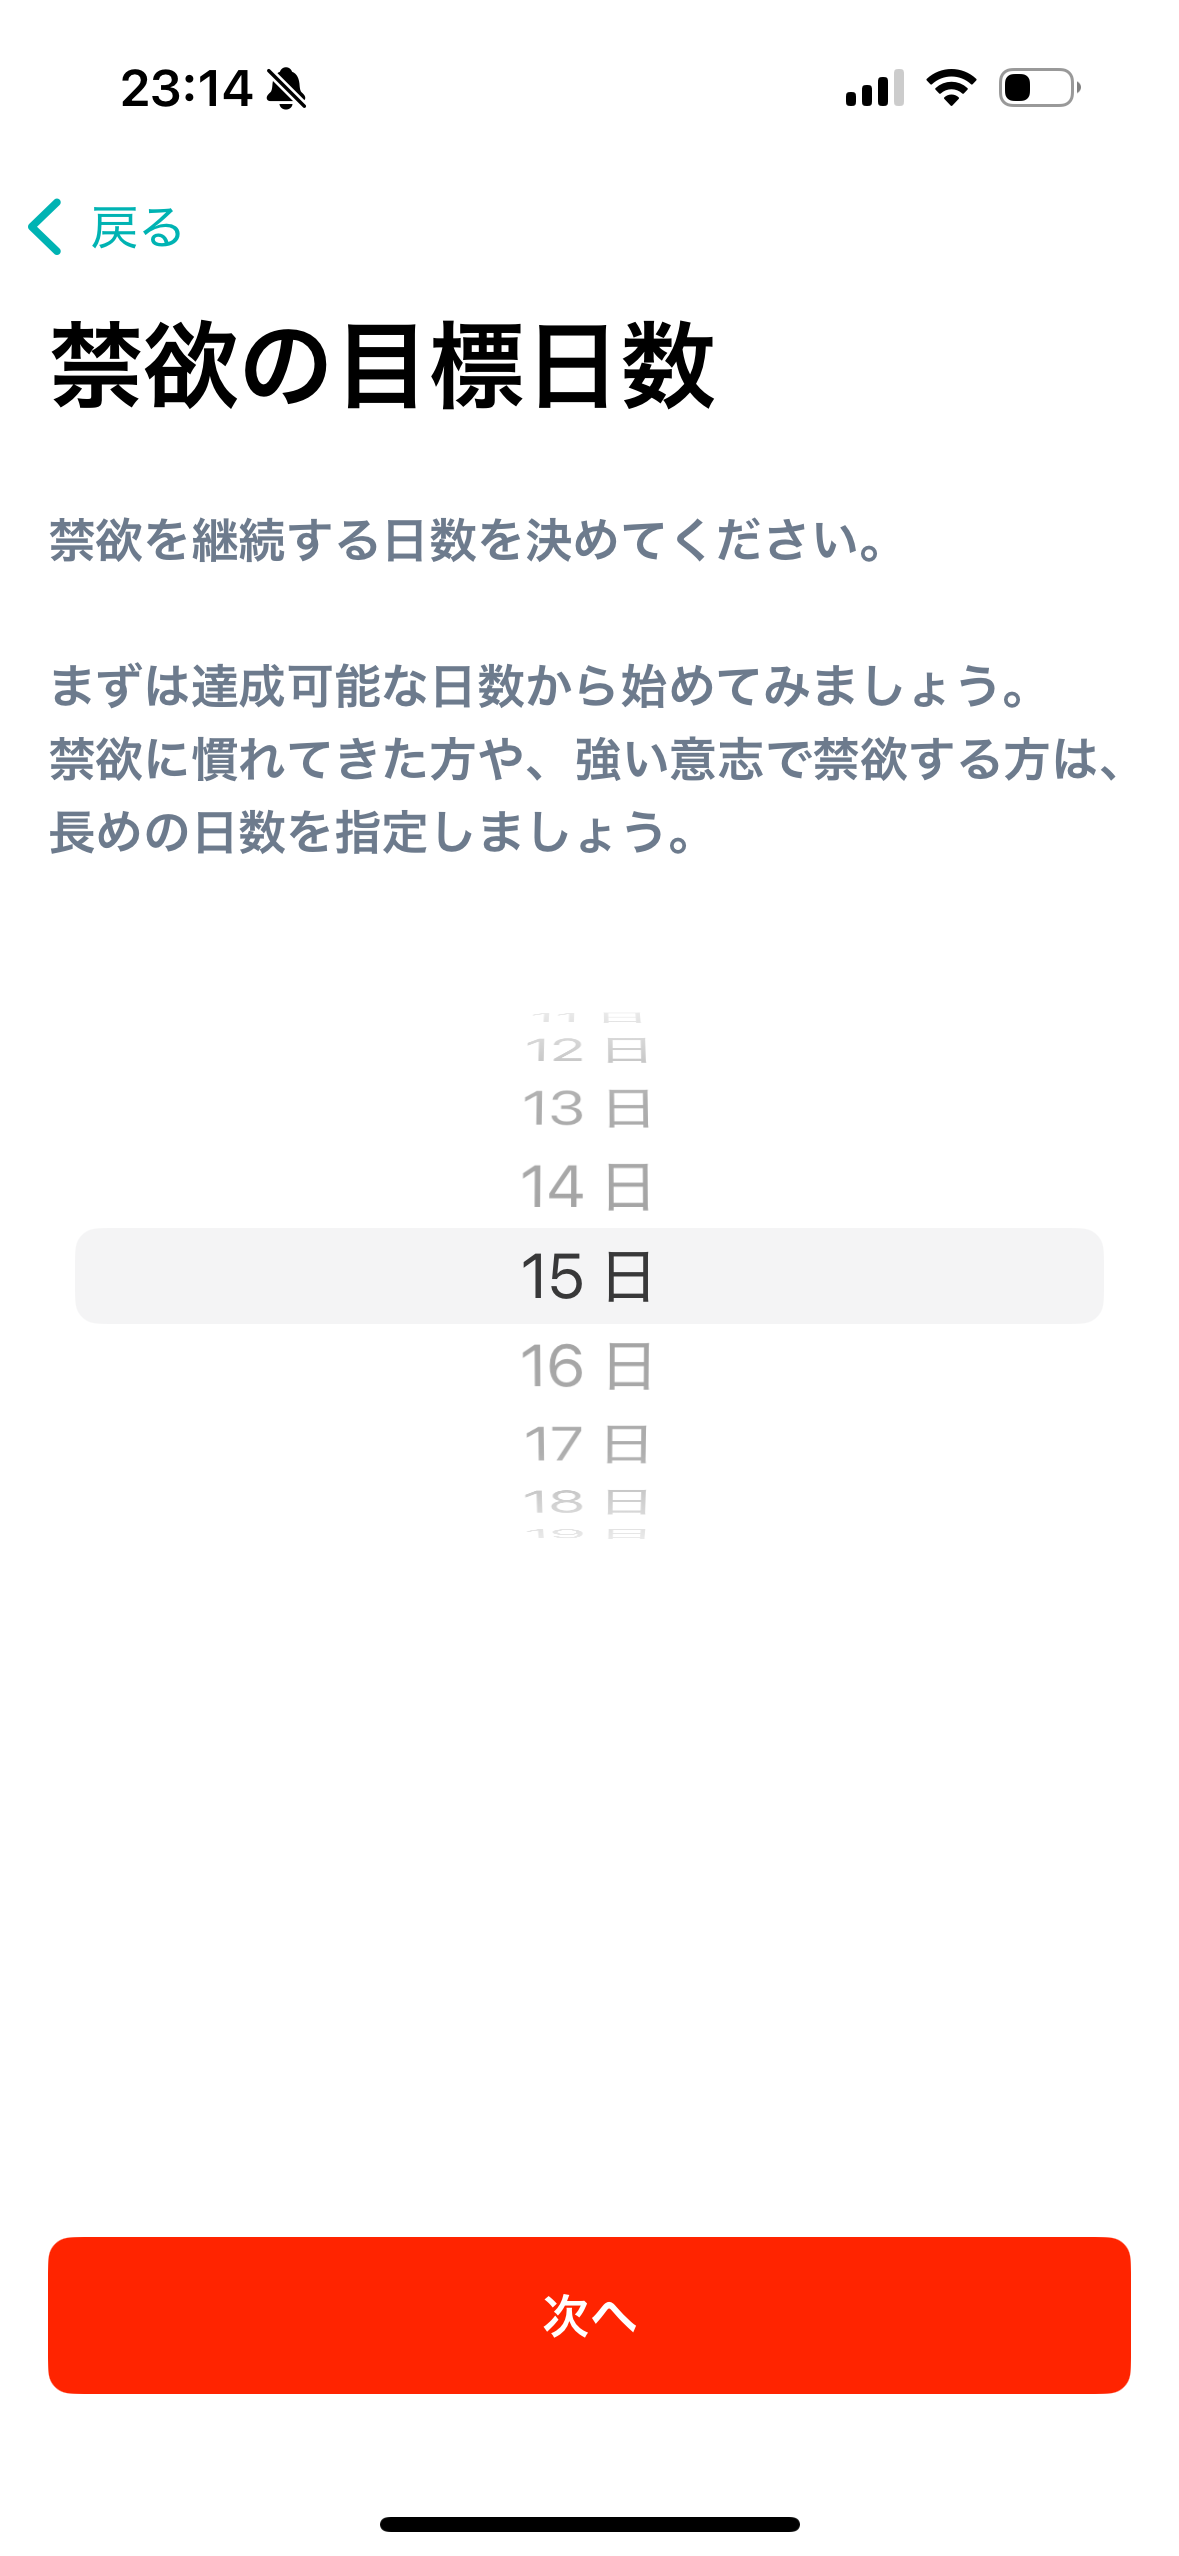 23:14
戻る
禁欲の目標日数
禁欲を継続する日数を決めてください。
まずは達成可能な日数から始めてみましょう。
禁欲に慣れてきた方や、強い意志で禁欲する方は、
長めの日数を指定しましょう。
11 日
12 日
13 日
14 日
15 日
16 日
17 日
18 日
19 日
次へ